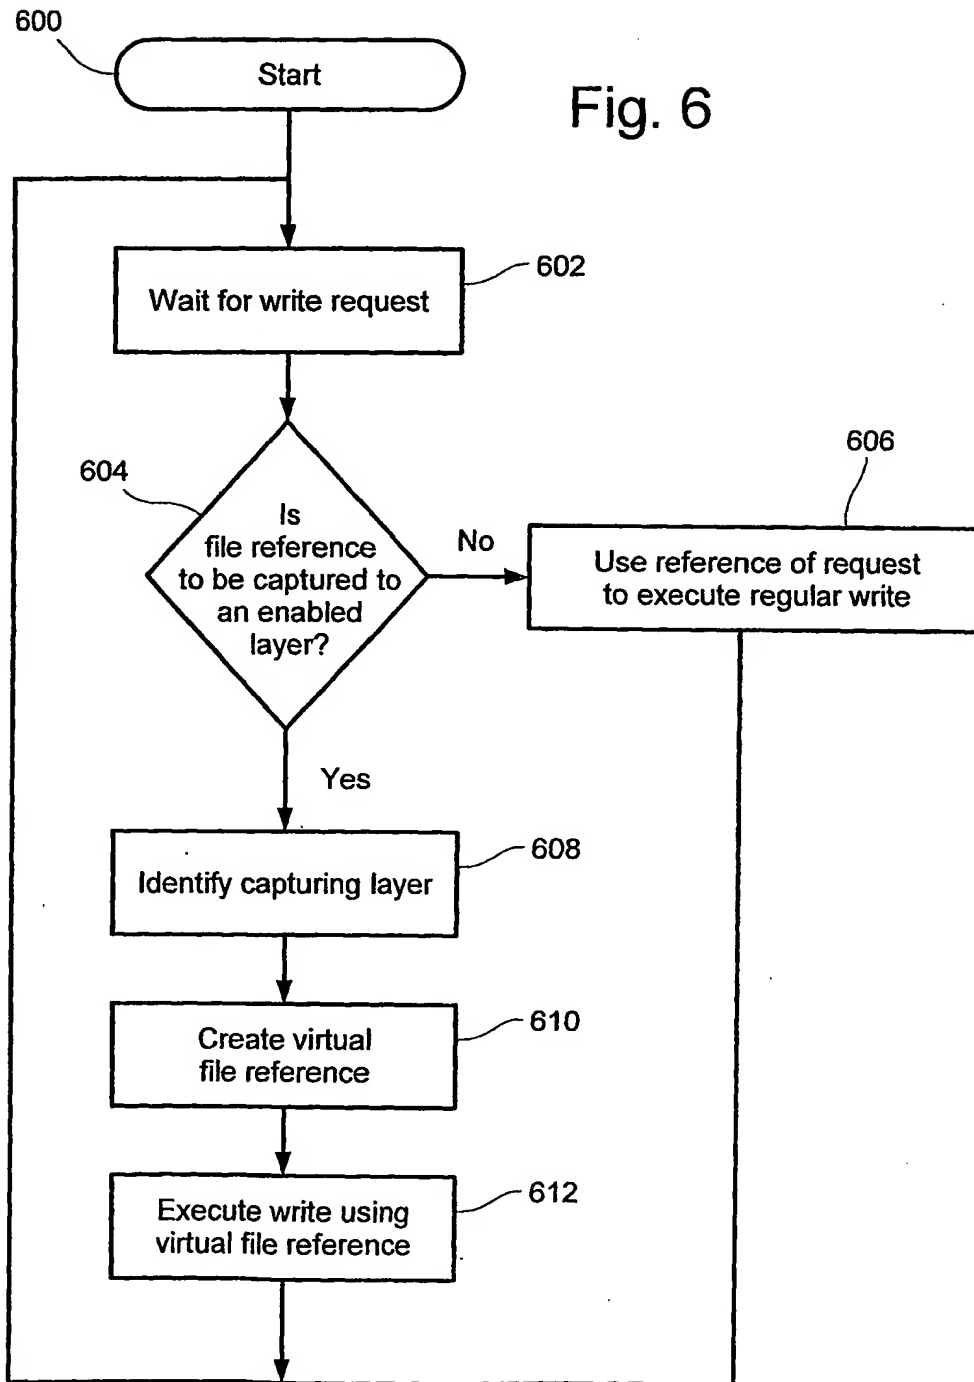 600
Start
Fig. 6
Wait for write request
602
604
Is
file reference
to be captured to
an enabled
layer?
No
606
Use reference of request
to execute regular write
Yes
Identify capturing layer
608
Create virtual
file reference
610
Execute write using
virtual file reference
612